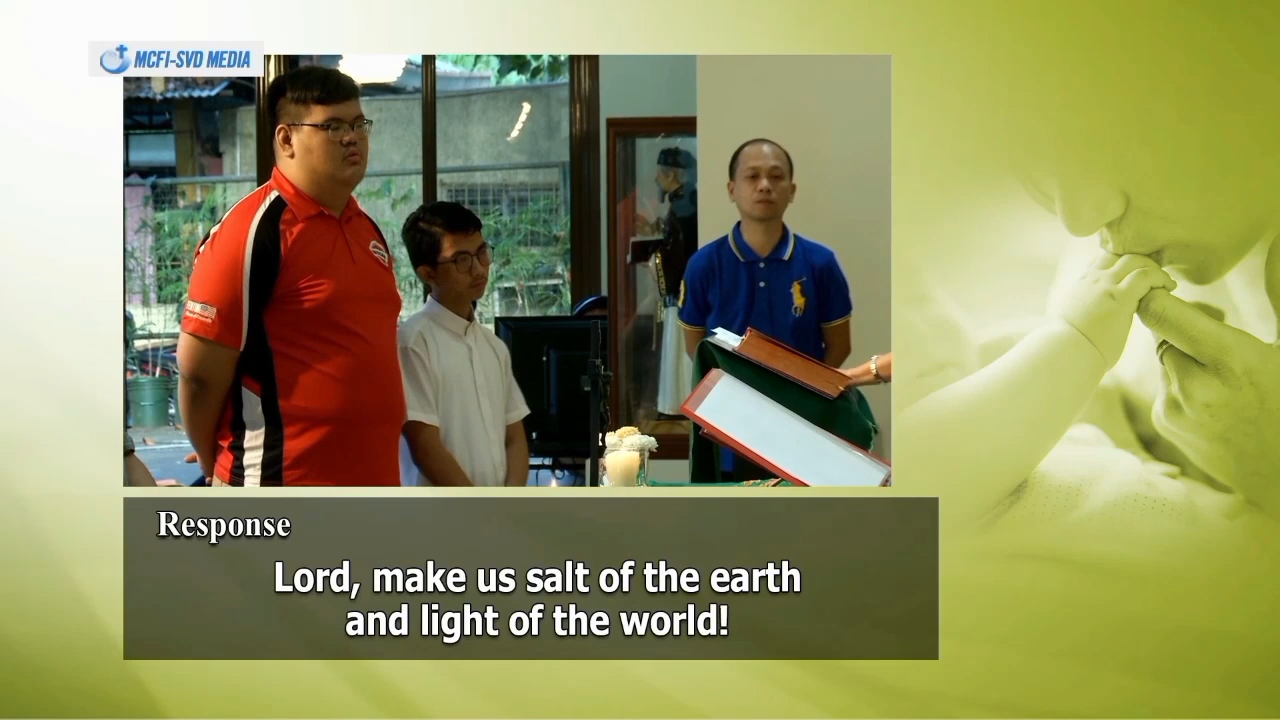 MCFI-SVD MEDIA
Response
Lord, make us salt of the earth
and light of the world!